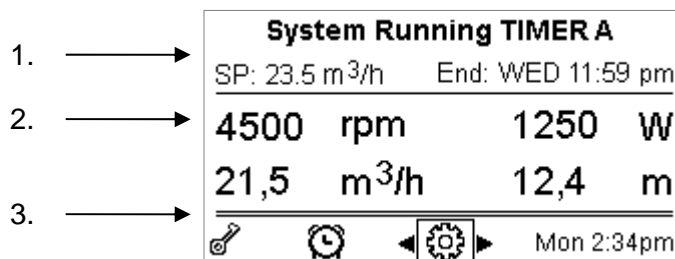 System Running TIMER A
1.
SP: 23.5 m³/h End: WED 11:59 pm
2.
4500 rpm 1250 W
21,5 m³/h 12,4 m
3.
Mon 2:34pm